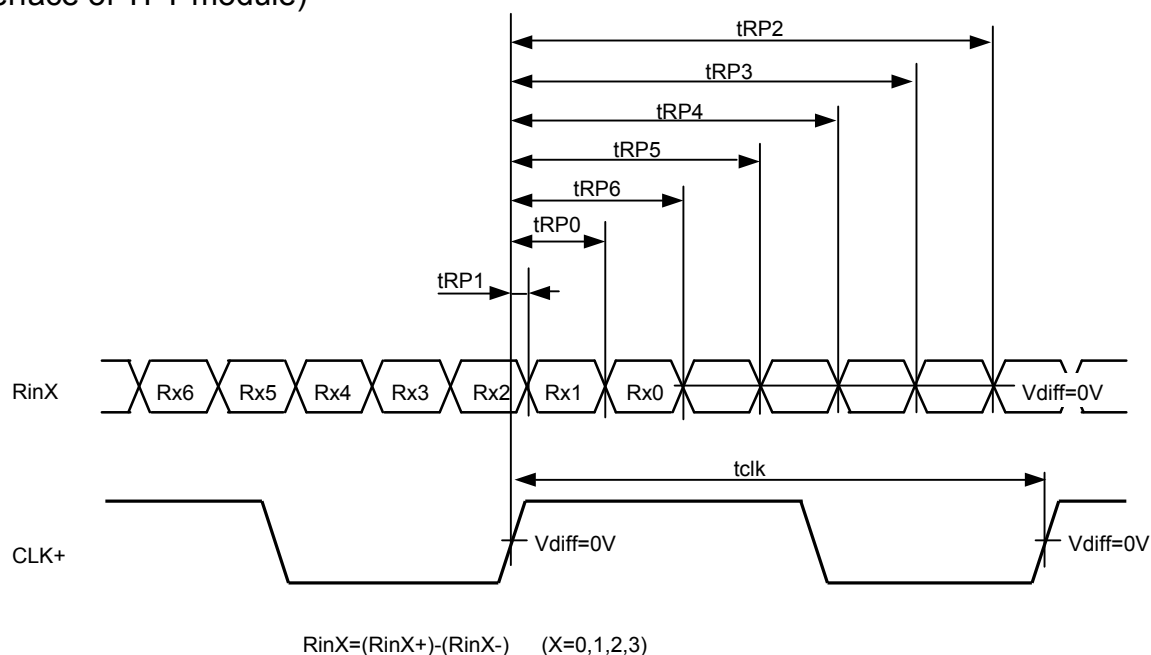 of TFT module)
tRP2
tRP3
tRP4
tRP5
tRP6
tRP0
tRP1
RinX Rx6 Rx5 Rx4 Rx3 Rx2 Rx1 Rx0 Vdiff=0V
tclk
CLK+ Vdiff=0V Vdiff=0V
RinX=(RinX+)-(RinX-) (X=0,1,2,3)